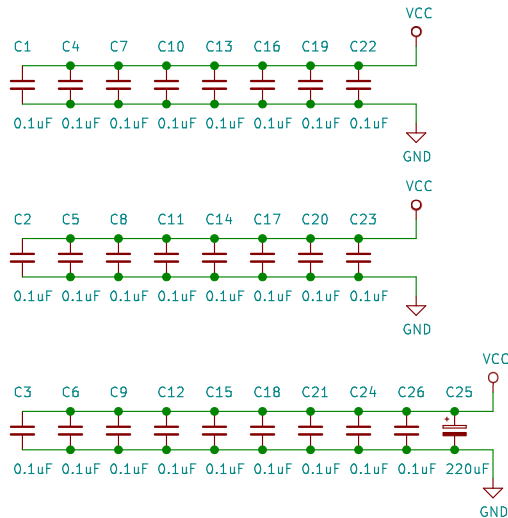 VCC
C1 C4 C7 C10 C13 C16 C19 C22
0.1uF 0.1uF 0.1uF 0.1uF 0.1uF 0.1uF 0.1uF 0.1uF
GND
VCC
C2 C5 C8 C11 C14 C17 C20 C23
0.1uF 0.1uF 0.1uF 0.1uF 0.1uF 0.1uF 0.1uF 0.1uF
GND
VCC
C3 C6 C9 C12 C15 C18 C21 C24 C26 C25
+
0.1uF 0.1uF 0.1uF 0.1uF 0.1uF 0.1uF 0.1uF 0.1uF 0.1uF 220uF
GND